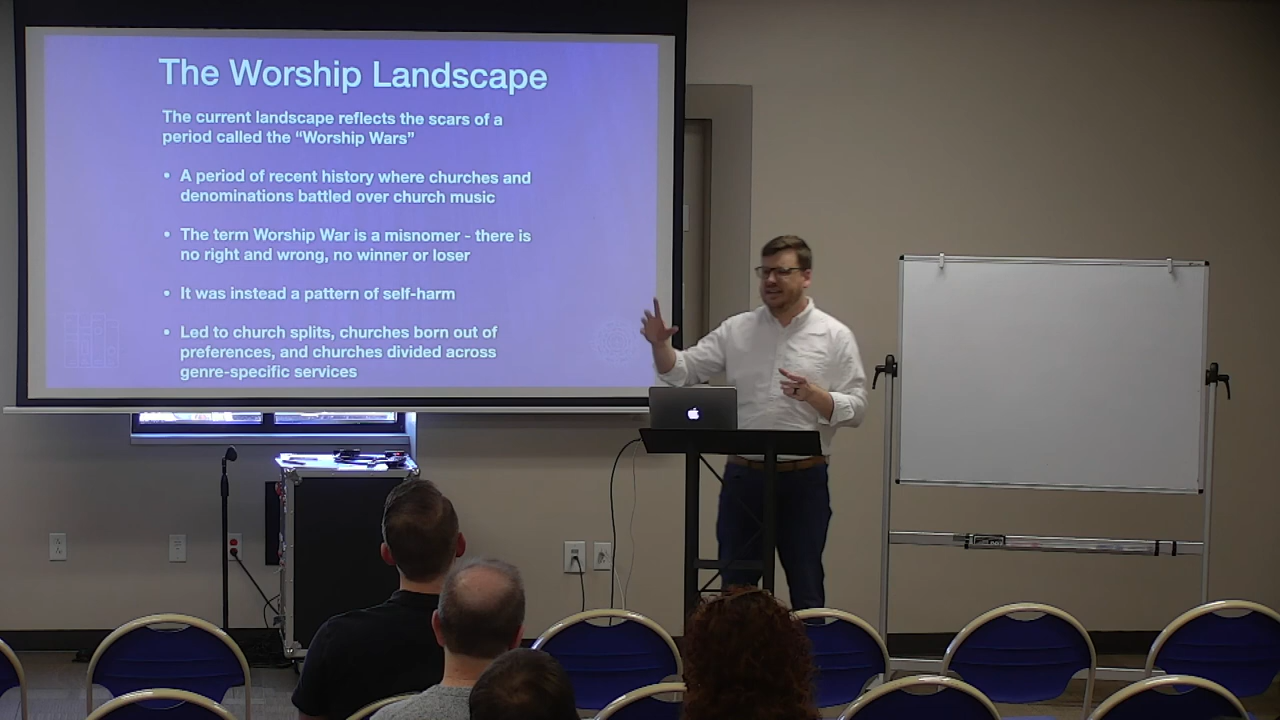 The Worship Landscape
The current landscape reflects the scars of a
period called the “Worship Wars”
• A period of recent history where churches and
denominations battled over church music
• The term Worship War is a misnomer - there is
no right and wrong, no winner or loser
• It was instead a pattern of self-harm
• Led to church splits, churches born out of
preferences, and churches divided across
genre-specific services